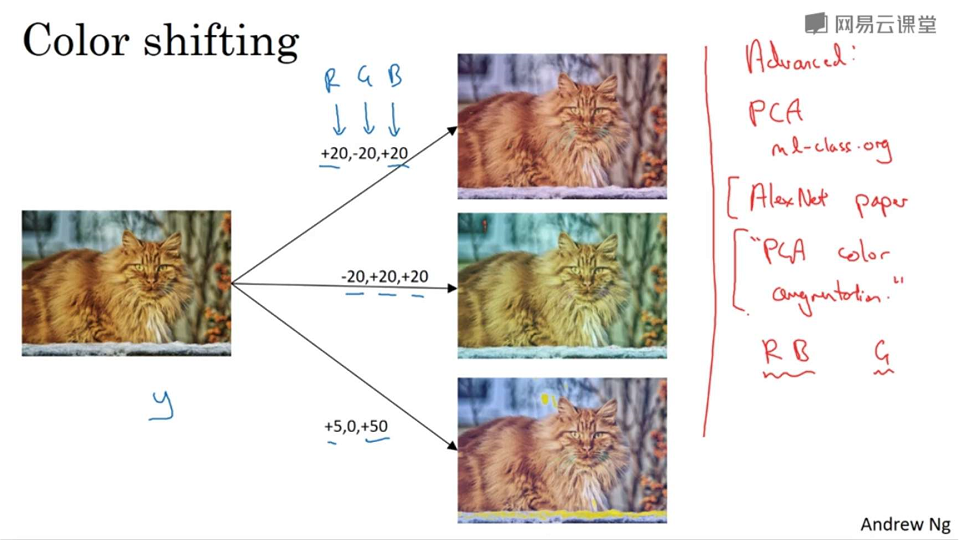 Color shifting
网易云课堂
R G B
+20,-20,+20
-20,+20,+20
+5,0,+50
y
Advanced:
PCA
ml-class.org
AlexNet paper
"PCA color
augmentation."
R B G
Andrew Ng